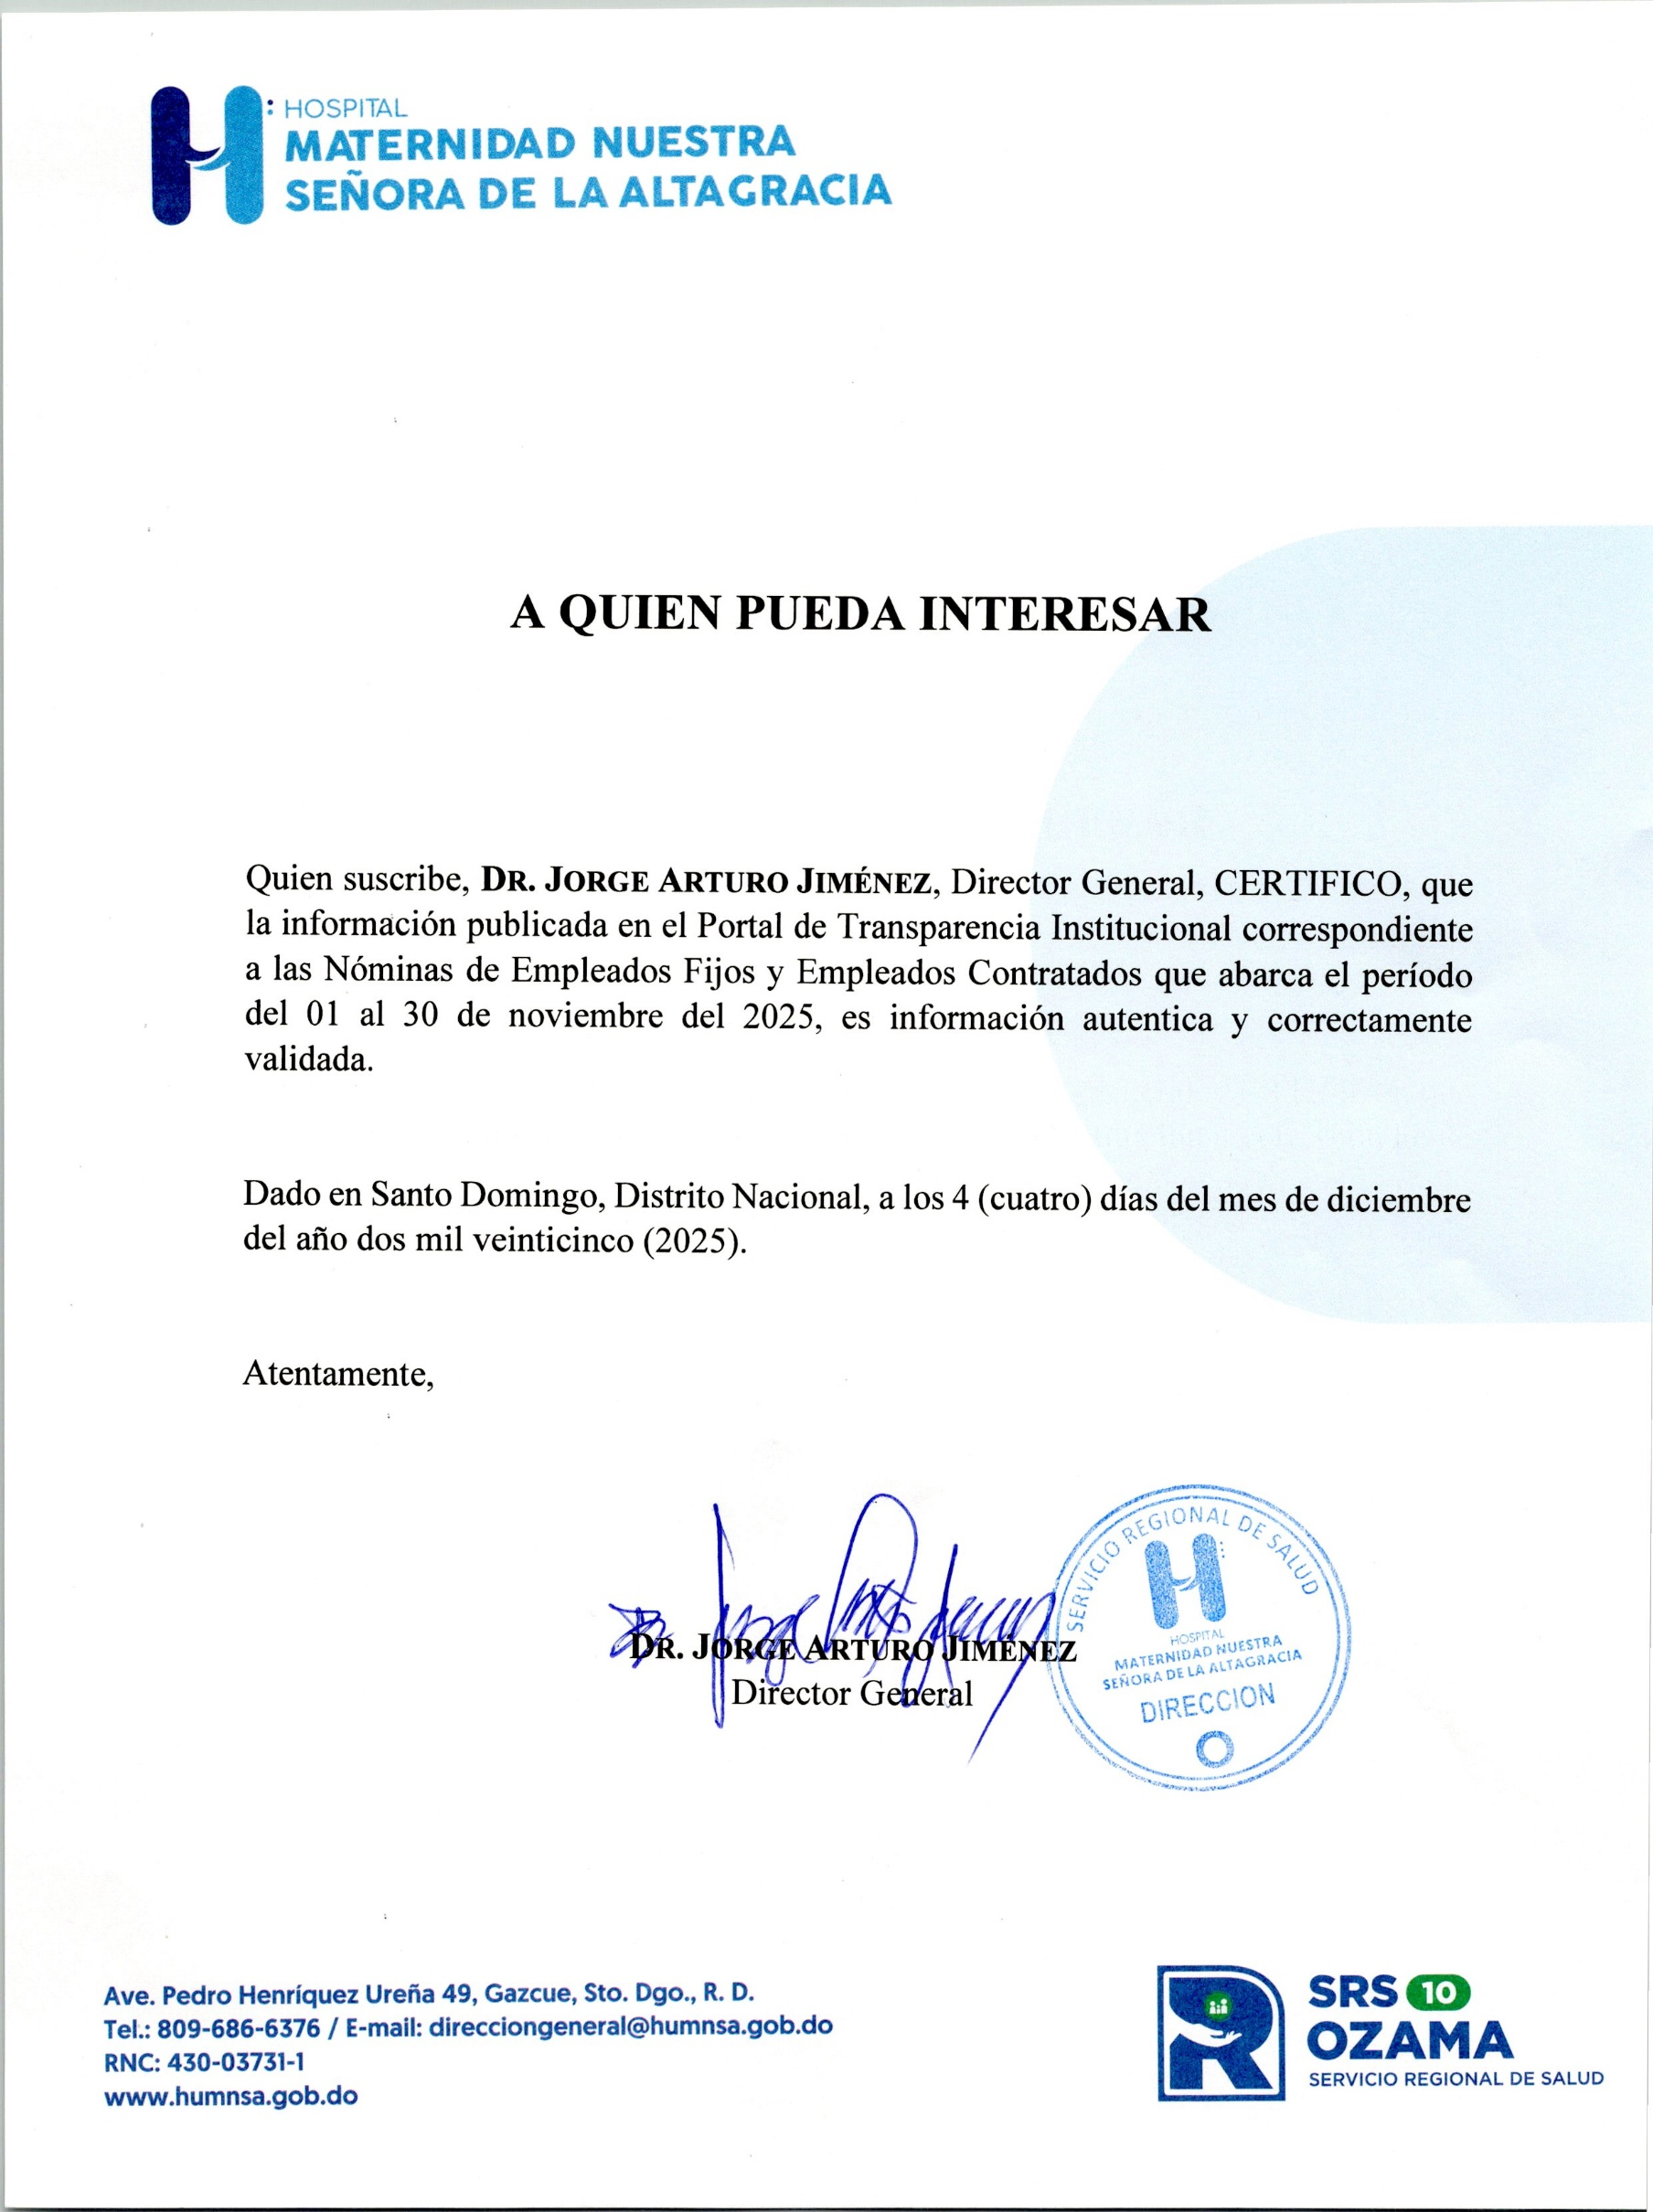 HOSPITAL
MATERNIDAD NUESTRA
SEÑORA DE LA ALTAGRACIA
A QUIEN PUEDA INTERESAR
Quien suscribe, DR. JORGE ARTURO JIMÉNEZ, Director General, CERTIFICO, que
la información publicada en el Portal de Transparencia Institucional correspondiente
a las Nóminas de Empleados Fijos y Empleados Contratados que abarca el período
del 01 al 30 de noviembre del 2025, es información autentica y correctamente
validada.
Dado en Santo Domingo, Distrito Nacional, a los 4 (cuatro) días del mes de diciembre
del año dos mil veinticinco (2025).
Atentamente,
DR. JORGE ARTURO JIMÉNEZ
Director General
SERVICIO REGIONAL DE SALUD
HOSPITAL
MATERNIDAD NUESTRA
SEÑORA DE LA ALTAGRACIA
DIRECCION
Ave. Pedro Henríquez Ureña 49, Gazcue, Sto. Dgo., R. D.
Tel.: 809-686-6376 / E-mail: direcciongeneral@humnsa.gob.do
RNC: 430-03731-1
www.humnsa.gob.do
SRS 10
OZAMA
SERVICIO REGIONAL DE SALUD